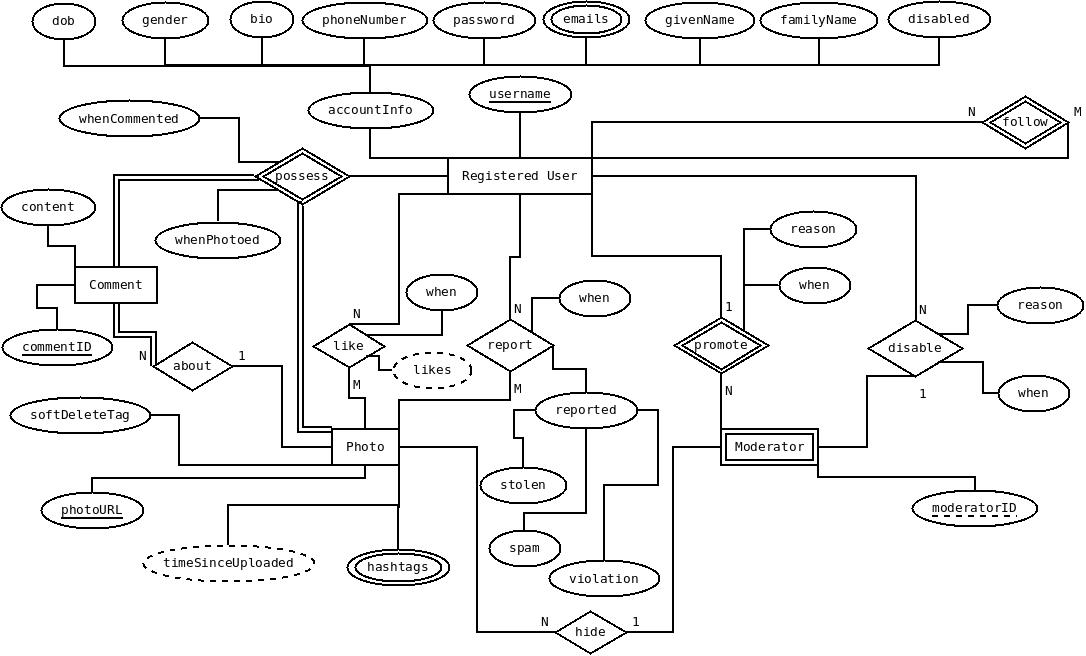 dob
gender
bio
phoneNumber
password
emails
givenName
familyName
disabled
whenCommented
accountInfo
username
N
follow
M
possess
Registered User
content
whenPhotoed
reason
Comment
when
when
when
reason
N
N
1
N
commentID
N
about
1
like
report
promote
disable
likes
M
M
N
1
when
softDeleteTag
reported
Photo
Moderator
stolen
photoURL
moderatorID
spam
timeSinceUploaded
hashtags
violation
N
hide
1